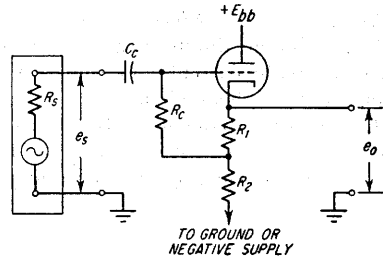 + Ebb
Cc
Rs
es
Rc
R1
R2
eo
TO GROUND OR
NEGATIVE SUPPLY